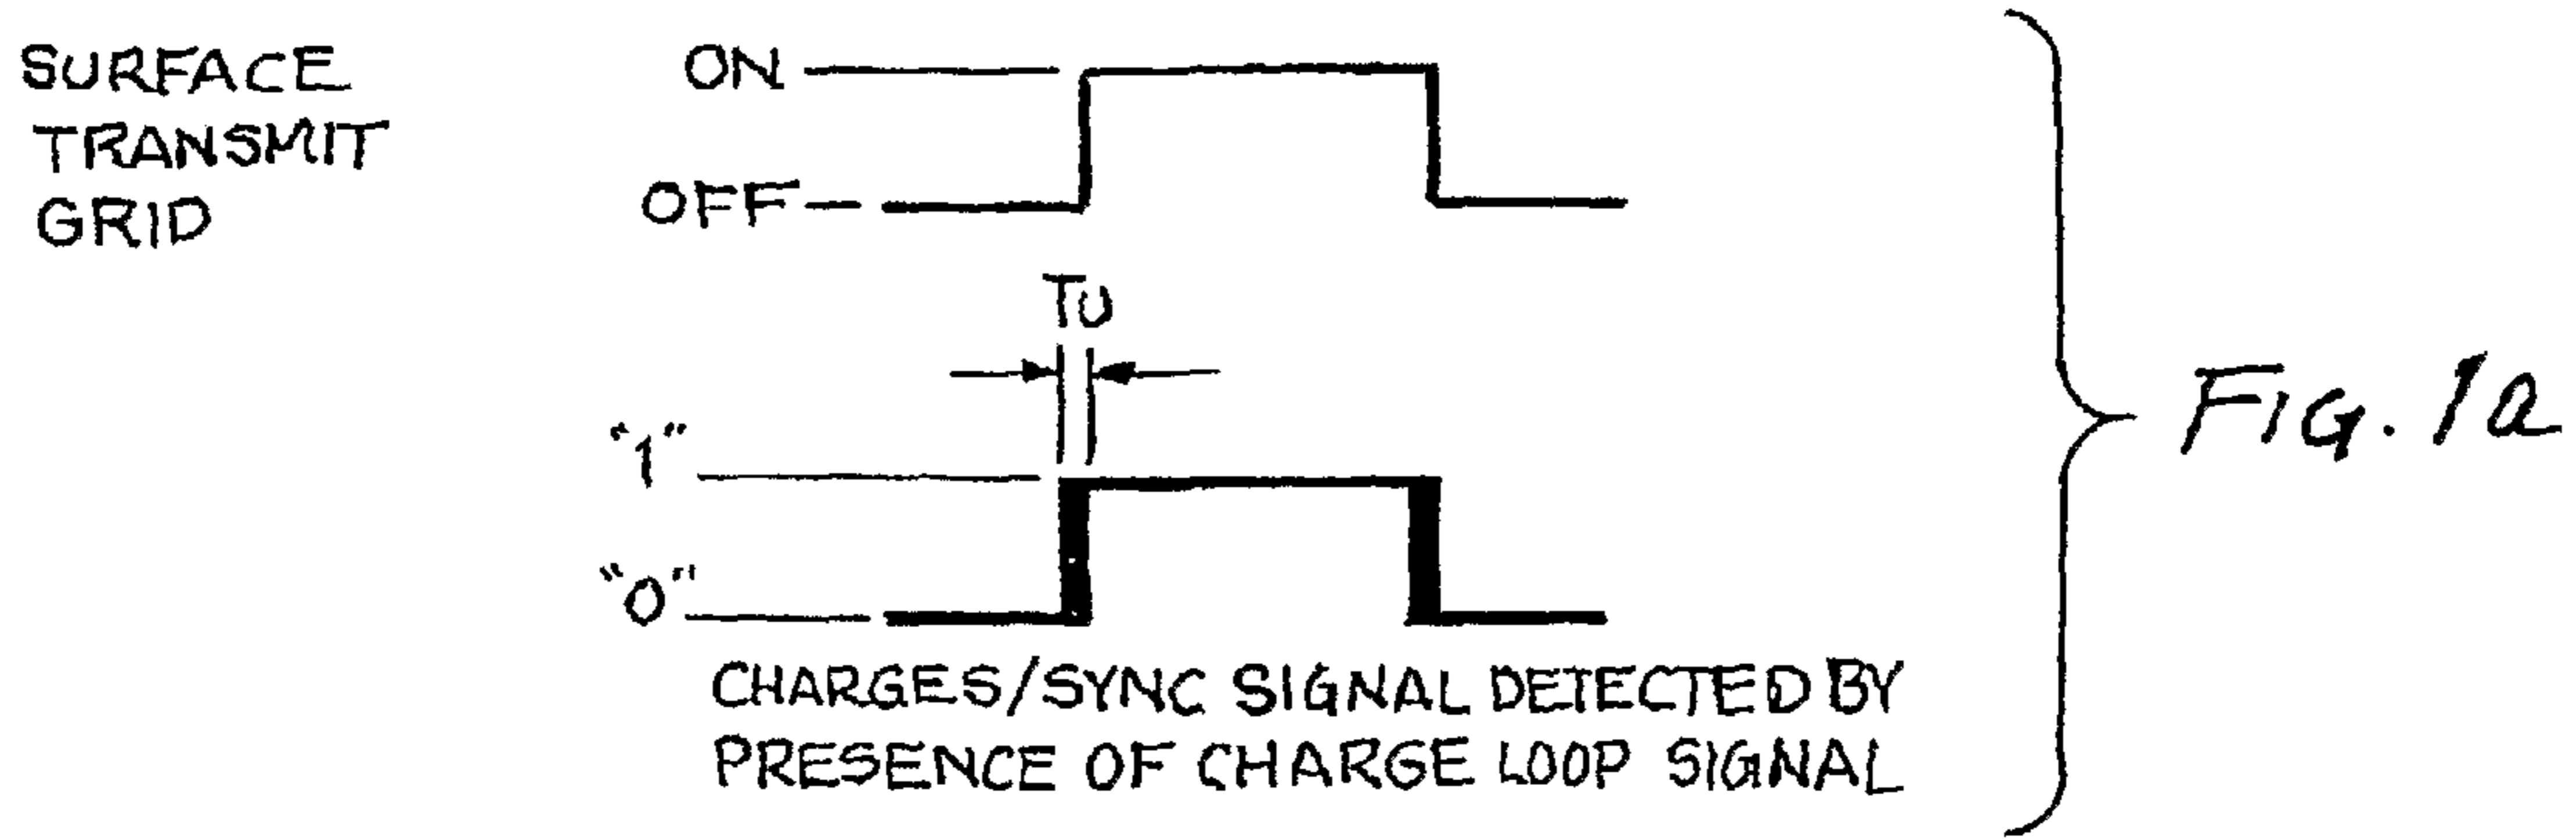 SURFACE
TRANSMIT
GRID
ON
OFF
TU
"1"
"0"
CHARGES/SYNC SIGNAL DETECTED BY
PRESENCE OF CHARGE LOOP SIGNAL
FIG. 1a